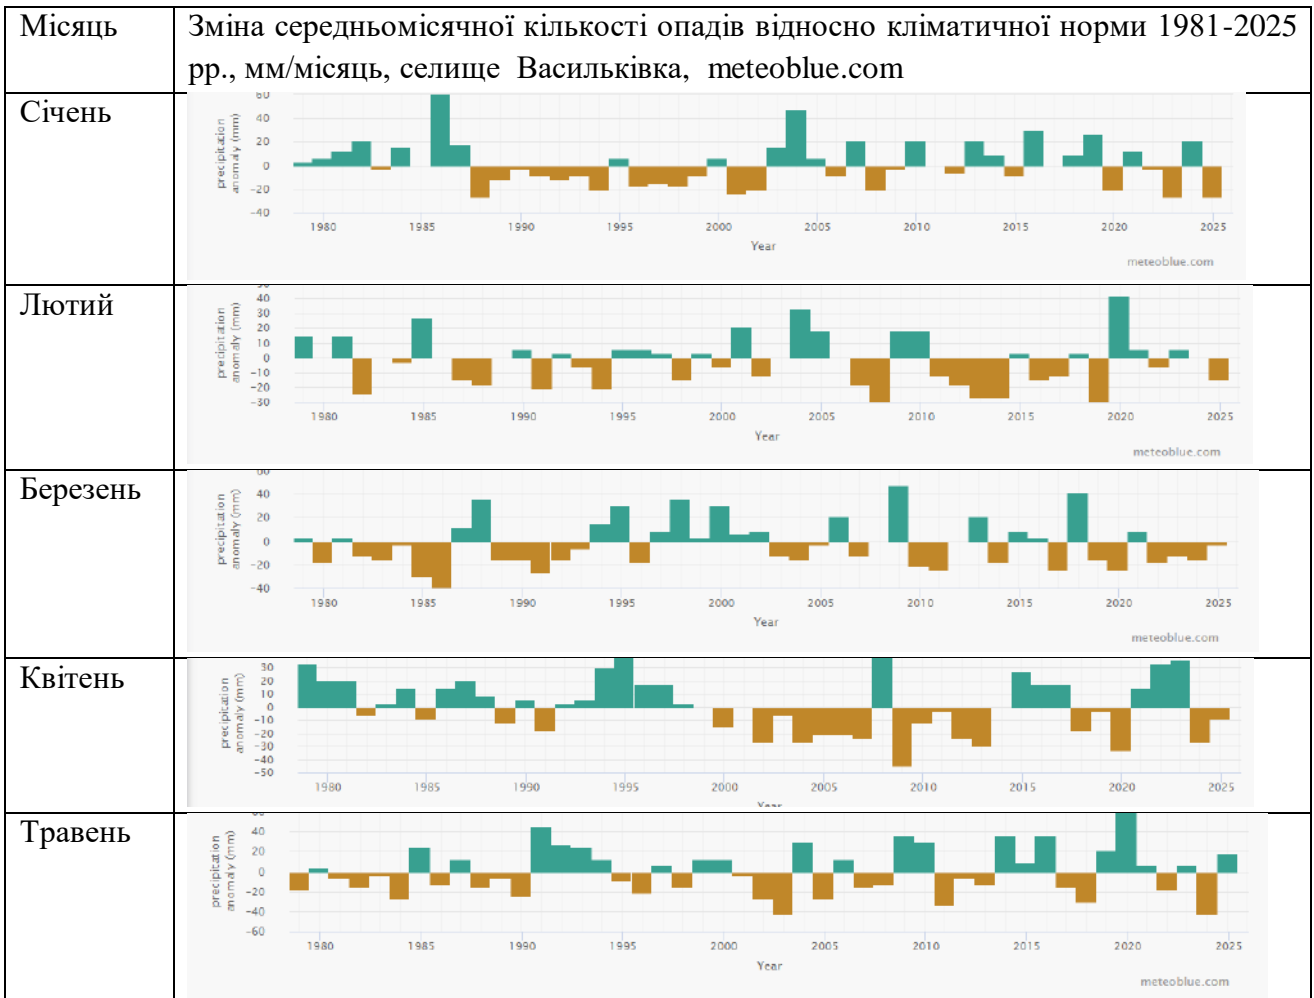 Місяць
Зміна середньомісячної кількості опадів відносно кліматичної норми 1981-2025
рр., мм/місяць, селище Васильківка, meteoblue.com
Січень
precipitation
anomaly (mm)
60
40
20
0
-20
-40
1980 1985 1990 1995 2000 2005 2010 2015 2020 2025
Year
meteoblue.com
Лютий
precipitation
anomaly (mm)
40
30
20
10
0
-10
-20
-30
1980 1985 1990 1995 2000 2005 2010 2015 2020 2025
Year
meteoblue.com
Березень
precipitation
anomaly (mm)
60
40
20
0
-20
-40
1980 1985 1990 1995 2000 2005 2010 2015 2020 2025
Year
meteoblue.com
Квітень
precipitation
anomaly (mm)
30
20
10
0
-10
-20
-30
-40
-50
1980 1985 1990 1995 2000 2005 2010 2015 2020 2025
Year
Травень
precipitation
anomaly (mm)
40
20
0
-20
-40
-60
1980 1985 1990 1995 2000 2005 2010 2015 2020 2025
Year
meteoblue.com